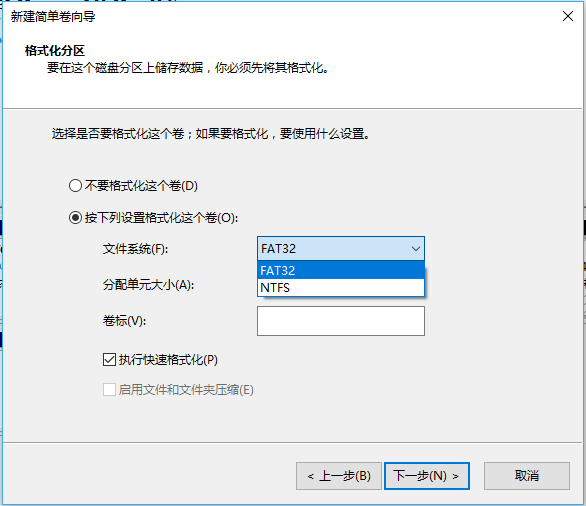 新建简单卷向导
格式化分区
要在这个磁盘分区上储存数据，你必须先将其格式化。
选择是否要格式化这个卷；如果要格式化，要使用什么设置。
不要格式化这个卷(D)
按下列设置格式化这个卷(O):
文件系统(F):
FAT32
FAT32
NTFS
分配单元大小(A):
卷标(V):
执行快速格式化(P)
启用文件和文件夹压缩(E)
< 上一步(B)
下一步(N) >
取消